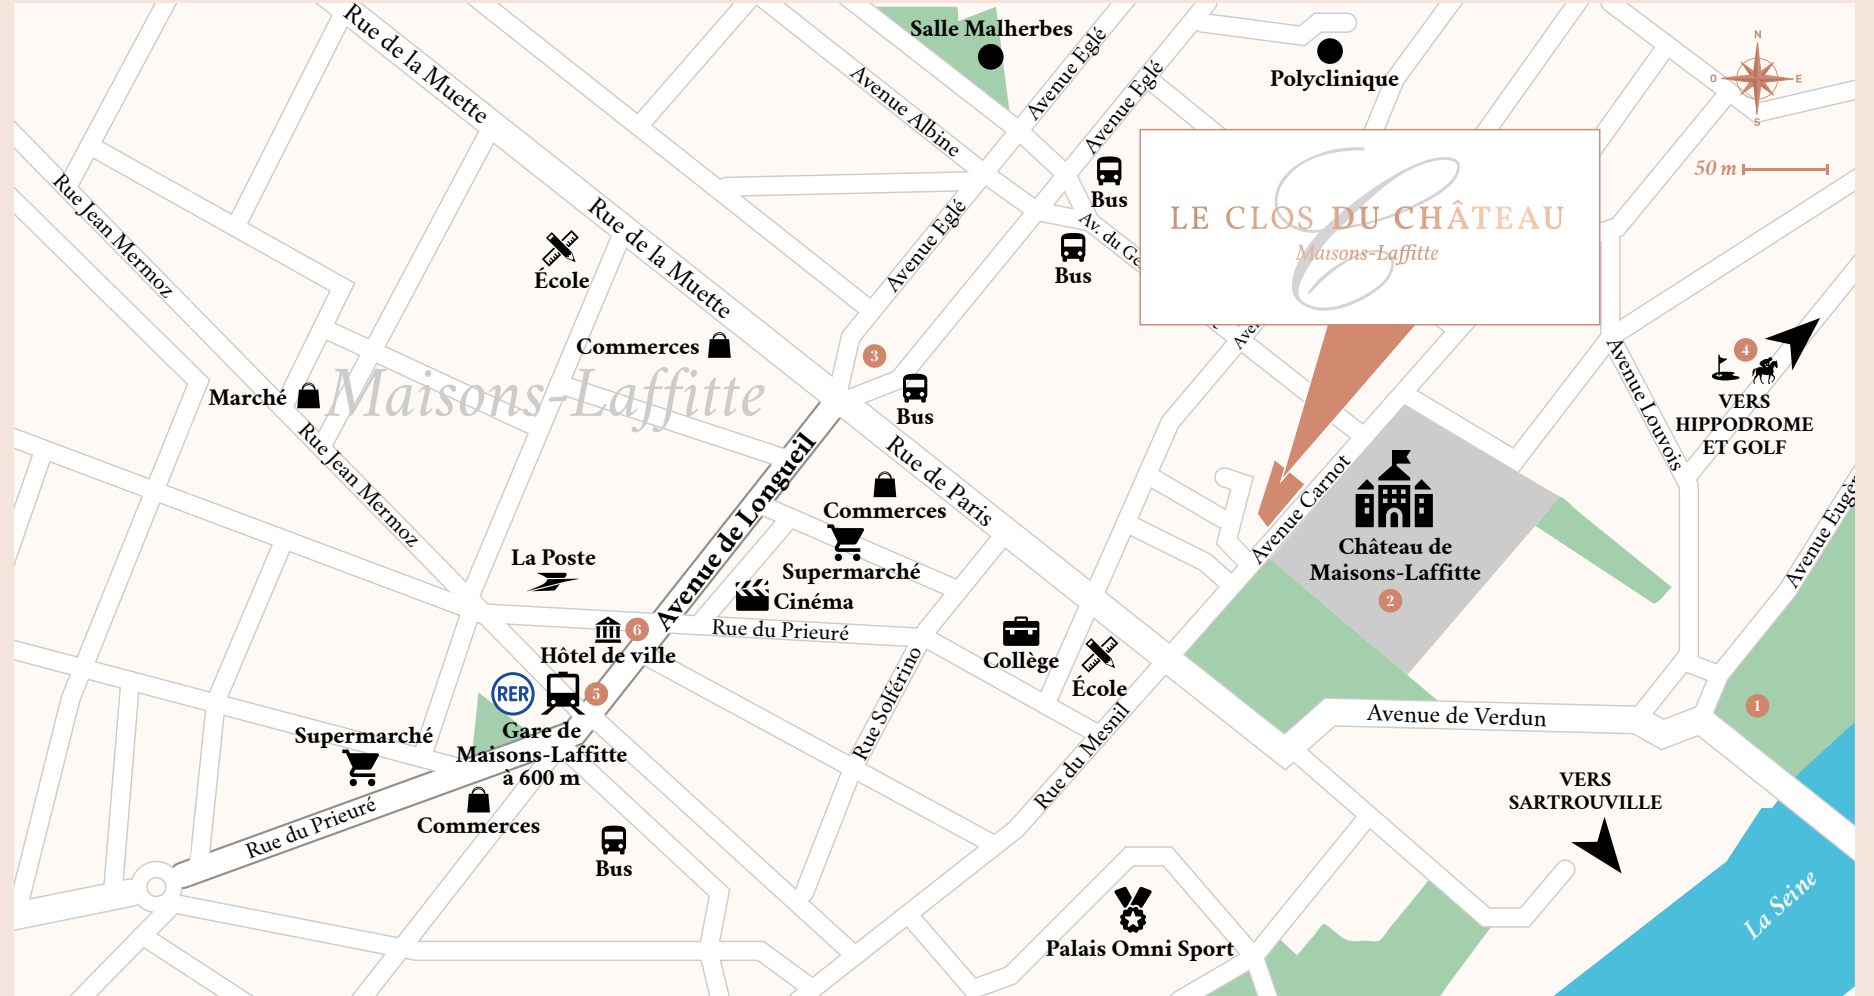 Rue de la Muette
Salle Malherbes
Avenue Eglé
Avenue Eglé
Polyclinique
N
O
E
S
50 m
Avenue Albine
Bus
Rue Jean Mermoz
Rue de la Muette
Avenue Eglé
Av. du Ge
Bus
LE CLOS DU CHÂTEAU
Maisons-Laffitte
École
Commerces
3
Aven
Avenue Louvois
4
VERS
HIPPODROME
ET GOLF
Marché
Maisons-Laffitte
Bus
Rue Jean Mermoz
Avenue de Longueil
Rue de Paris
Commerces
Avenue Carnot
Château de
Maisons-Laffitte
2
Avenue Eugèn
La Poste
Supermarché
Cinéma
6
Hôtel de ville
Rue du Prieuré
Collège
École
RER
5
Gare de
Maisons-Laffitte
à 600 m
Rue Solférino
Rue du Mesnil
Avenue de Verdun
1
Supermarché
Rue du Prieuré
Commerces
Bus
VERS
SARTROUVILLE
La Seine
Palais Omni Sport